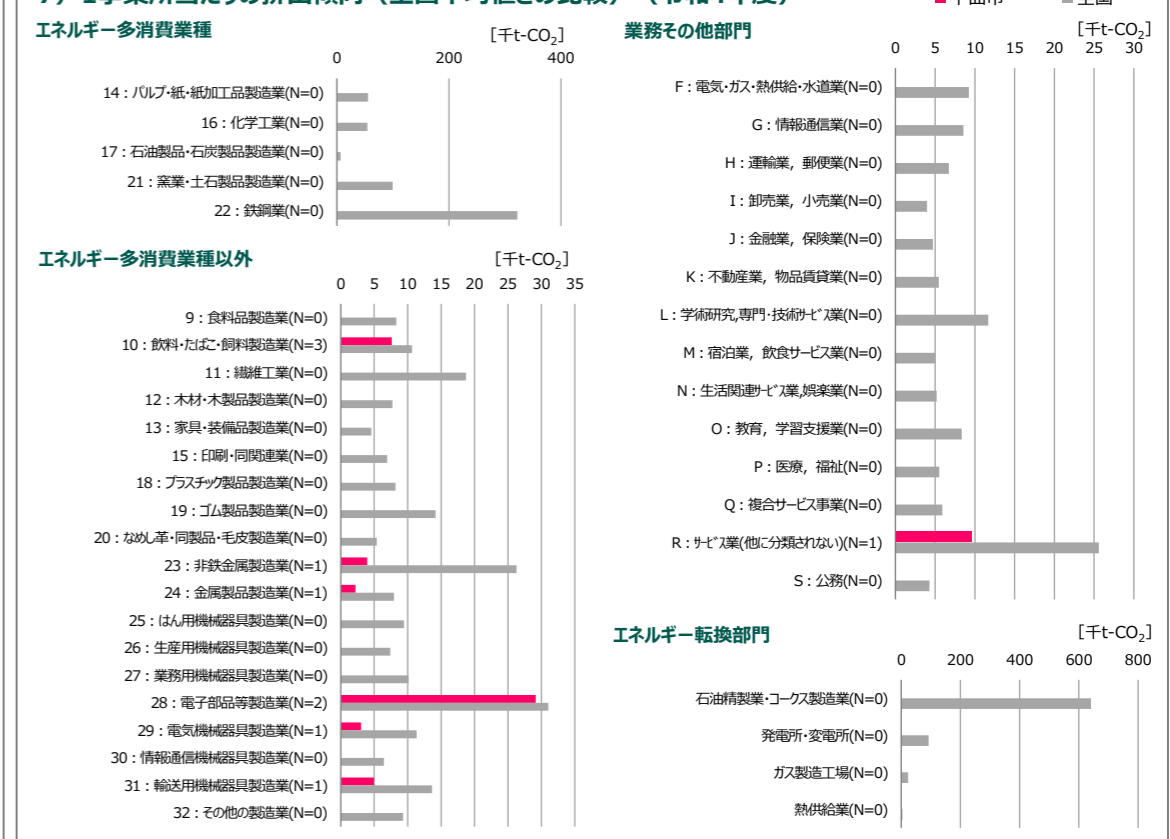 エネルギー多消費業種
[千t-CO2]
0 200 400
14：パルプ・紙・紙加工品製造業(N=0)
16：化学工業(N=0)
17：石油製品・石炭製品製造業(N=0)
21：窯業・土石製品製造業(N=0)
22：鉄鋼業(N=0)
エネルギー多消費業種以外
[千t-CO2]
0 5 10 15 20 25 30 35
9：食料品製造業(N=0)
10：飲料・たばこ・飼料製造業(N=3)
11：繊維工業(N=0)
12：木材・木製品製造業(N=0)
13：家具・装備品製造業(N=0)
15：印刷・同関連業(N=0)
18：プラスチック製品製造業(N=0)
19：ゴム製品製造業(N=0)
20：なめし革・同製品・毛皮製造業(N=0)
23：非鉄金属製造業(N=1)
24：金属製品製造業(N=1)
25：はん用機械器具製造業(N=0)
26：生産用機械器具製造業(N=0)
27：業務用機械器具製造業(N=0)
28：電子部品等製造業(N=2)
29：電気機械器具製造業(N=1)
30：情報通信機械器具製造業(N=0)
31：輸送用機械器具製造業(N=1)
32：その他の製造業(N=0)
業務その他部門
[千t-CO2]
0 5 10 15 20 25 30
F：電気・ガス・熱供給・水道業(N=0)
G：情報通信業(N=0)
H：運輸業，郵便業(N=0)
I：卸売業，小売業(N=0)
J：金融業，保険業(N=0)
K：不動産業，物品賃貸業(N=0)
L：学術研究,専門・技術サービス業(N=0)
M：宿泊業，飲食サービス業(N=0)
N：生活関連サービス業,娯楽業(N=0)
O：教育，学習支援業(N=0)
P：医療，福祉(N=0)
Q：複合サービス事業(N=0)
R：サービス業(他に分類されない)(N=1)
S：公務(N=0)
エネルギー転換部門
[千t-CO2]
0 200 400 600 800
石油精製業・コークス製造業(N=0)
発電所・変電所(N=0)
ガス製造工場(N=0)
熱供給業(N=0)